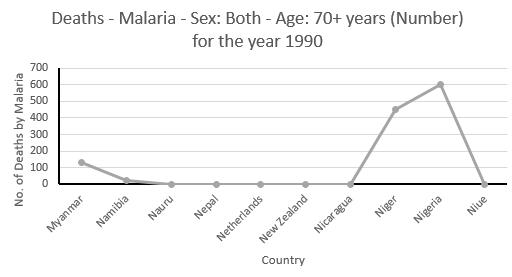 Deaths - Malaria - Sex: Both - Age: 70+ years (Number)
for the year 1990
No. of Deaths by Malaria
700
600
500
400
300
200
100
0
Myanmar
Namibia
Nauru
Nepal
Netherlands
New Zealand
Nicaragua
Niger
Nigeria
Niue
Country